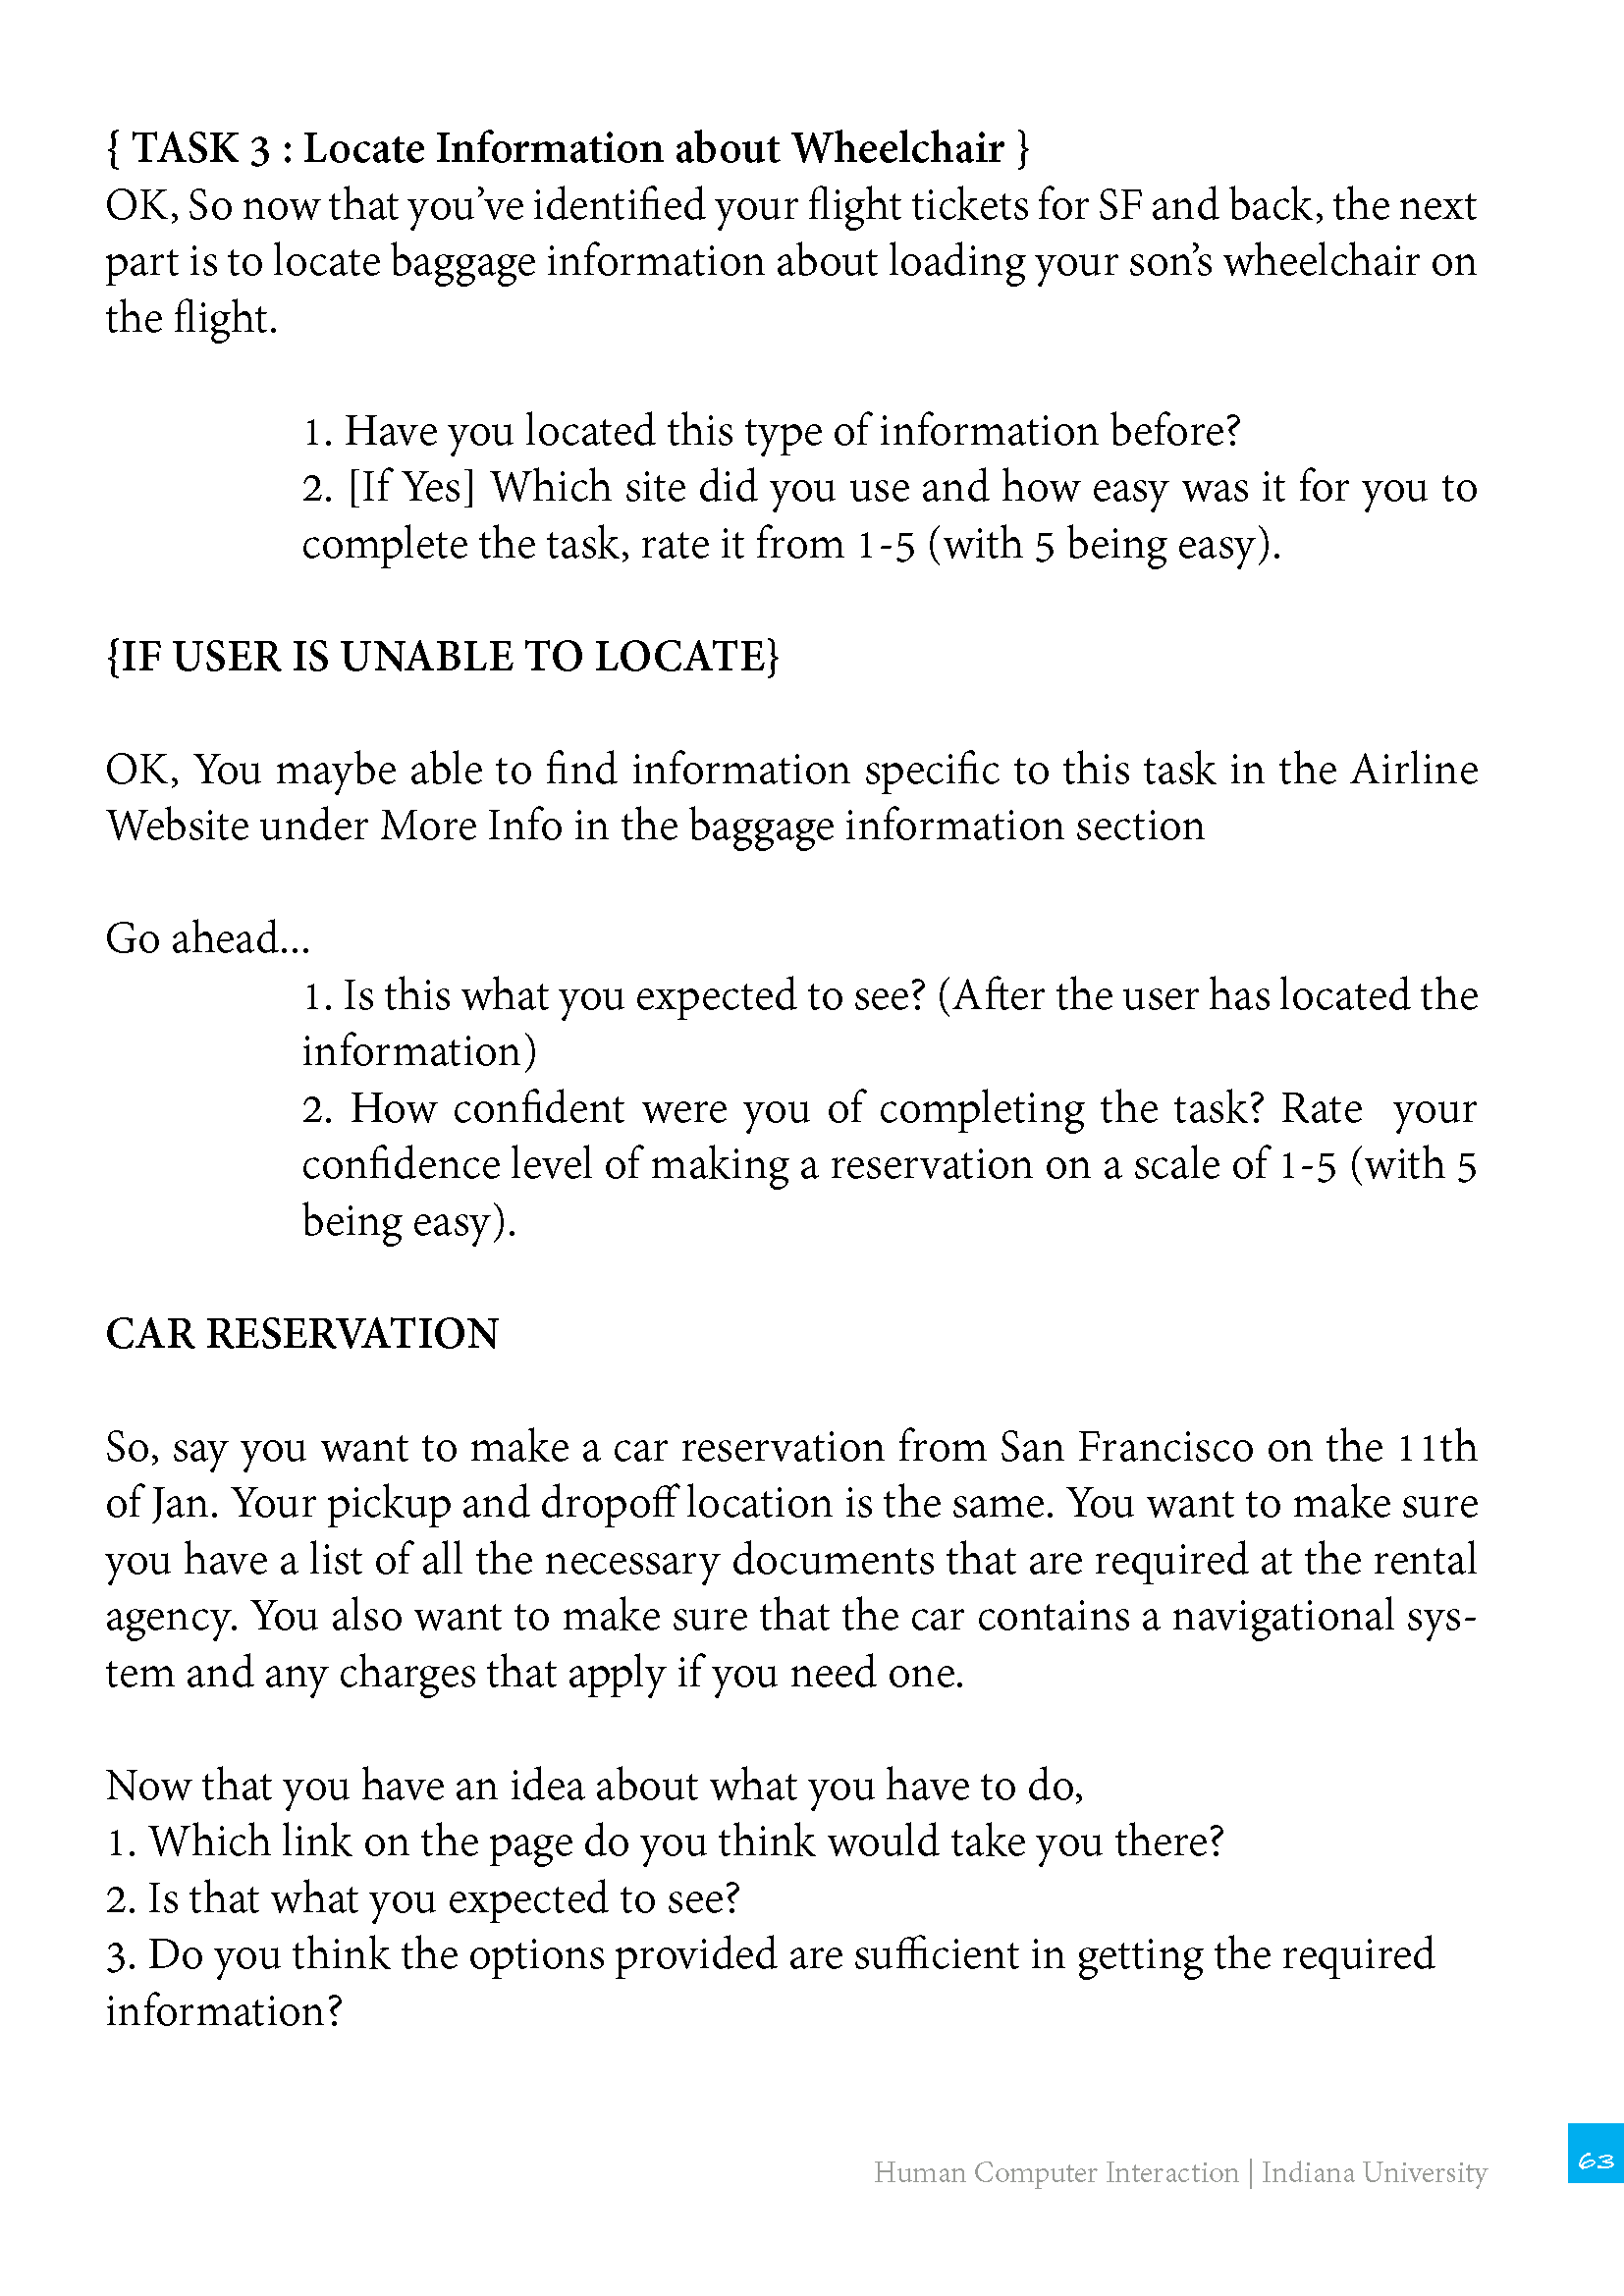 { TASK 3 : Locate Information about Wheelchair }
OK, So now that you’ve identified your flight tickets for SF and back, the next
part is to locate baggage information about loading your son’s wheelchair on
the flight.
1. Have you located this type of information before?
2. [If Yes] Which site did you use and how easy was it for you to
complete the task, rate it from 1-5 (with 5 being easy).
{IF USER IS UNABLE TO LOCATE}
OK, You maybe able to find information specific to this task in the Airline
Website under More Info in the baggage information section
Go ahead...
1. Is this what you expected to see? (After the user has located the
information)
2. How confident were you of completing the task? Rate your
confidence level of making a reservation on a scale of 1-5 (with 5
being easy).
CAR RESERVATION
So, say you want to make a car reservation from San Francisco on the 11th
of Jan. Your pickup and dropoff location is the same. You want to make sure
you have a list of all the necessary documents that are required at the rental
agency. You also want to make sure that the car contains a navigational sys-
tem and any charges that apply if you need one.
Now that you have an idea about what you have to do,
1. Which link on the page do you think would take you there?
2. Is that what you expected to see?
3. Do you think the options provided are sufficient in getting the required
information?
Human Computer Interaction | Indiana University
63